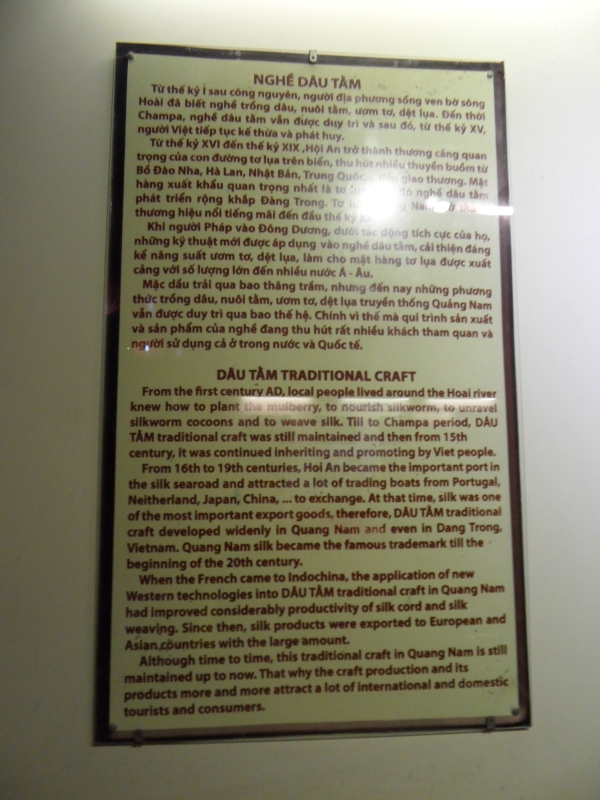 NGHỀ DÂU TẰM
Từ thế kỷ I sau công nguyên, người địa phương sống ven bờ sông
Hoài đã biết nghề trồng dâu, nuôi tằm, ươm tơ, dệt lụa. Đến thời
Champa, nghề dâu tằm vẫn được duy trì và sau đó, từ thế kỷ XV,
người Việt tiếp tục kế thừa và phát huy.
Từ thế kỷ XVI đến thế kỷ XIX ,Hội An trở thành thương cảng quan
trọng của con đường tơ lụa trên biển, thu hút nhiều thuyền buồm từ
Bồ Đào Nha, Hà Lan, Nhật Bản, Trung Quốc... đến giao thương. Mặt
hàng xuất khẩu quan trọng nhất là tơ đó nghề dâu tằm
phát triển rộng khắp Đàng Trong. Tơ Nam
thương hiệu nổi tiếng mãi đến đầu thế kỷ
Khi người Pháp vào Đông Dương, dưới tác động tích cực của họ,
những kỹ thuật mới được áp dụng vào nghề dâu tằm, cải thiện đáng
kể năng suất ươm tơ, dệt lụa, làm cho mặt hàng tơ lụa được xuất
cảng với số lượng lớn đến nhiều nước Á - Âu.
Mặc dầu trải qua bao thăng trầm, nhưng đến nay những phương
thức trồng dâu, nuôi tằm, ươm tơ, dệt lụa truyền thống Quảng Nam
vẫn được duy trì qua bao thế hệ. Chính vì thế mà qui trình sản xuất
và sản phẩm của nghề đang thu hút rất nhiều khách tham quan và
người sử dụng cả ở trong nước và Quốc tế.
DÂU TẰM TRADITIONAL CRAFT
From the first century AD, local people lived around the Hoai river
knew how to plant the mulberry, to nourish silkworm, to unravel
silkworm cocoons and to weave silk. Till to Champa period, DÂU
TẰM traditional craft was still maintained and then from 15th
century, it was continued inheriting and promoting by Viet people.
From 16th to 19th centuries, Hoi An became the important port in
the silk searoad and attracted a lot of trading boats from Portugal,
Neitherland, Japan, China, ... to exchange. At that time, silk was one
of the most important export goods, therefore, DÂU TẰM traditional
craft developed widenly in Quang Nam and even in Dang Trong,
Vietnam. Quang Nam silk became the famous trademark till the
beginning of the 20th century.
When the French came to Indochina, the application of new
Western technologies into DÂU TẰM traditional craft in Quang Nam
had improved considerably productivity of silk cord and silk
weaving. Since then, silk products were exported to European and
Asian countries with the large amount.
Although time to time, this traditional craft in Quang Nam is still
maintained up to now. That why the craft production and its
products more and more attract a lot of international and domestic
tourists and consumers.